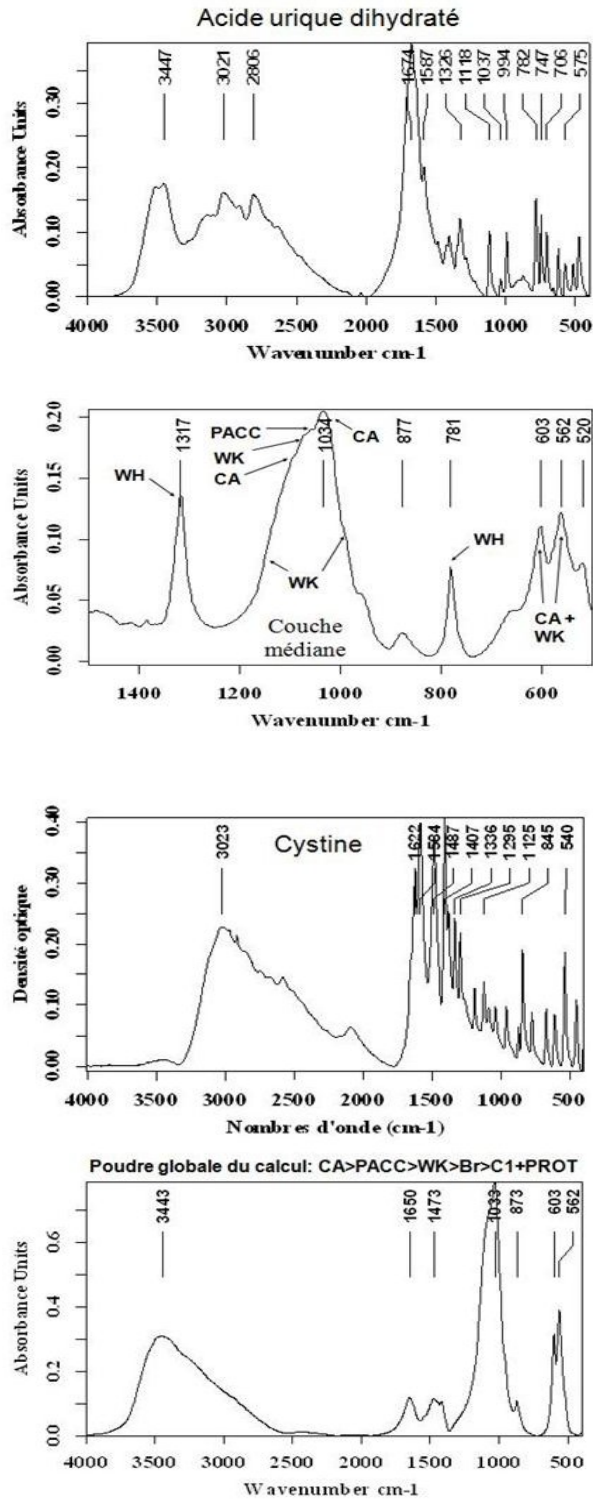 Acide urique dihydraté
3447 3021 2806 1674 1587 1326 1118 1037 994 782 747 706 575
Absorbance Units
0.30
0.20
0.10
0.00
4000 3500 3000 2500 2000 1500 1000 500
Wavenumber cm-1
0.20
0.15
0.10
0.05
0.00
Absorbance Units
1317 1034 877 781 603 562 520
PACC
CA
WK
WH
CA
WH
WK
CA +
WK
Couche
médiane
1400 1200 1000 800 600
Wavenumber cm-1
0.40
0.30
0.20
0.10
0.00
Densité optique
Cystine
3023 1622 1584 1487 1407 1336 1295 1125 845 540
4000 3500 3000 2500 2000 1500 1000 500
Nombres d'onde (cm-1)
Poudre globale du calcul: CA>PACC>WK>Br>C1+PROT
3443 1650 1473 1033 873 603 562
Absorbance Units
0.6
0.4
0.2
0.0
4000 3500 3000 2500 2000 1500 1000 500
Wavenumber cm-1